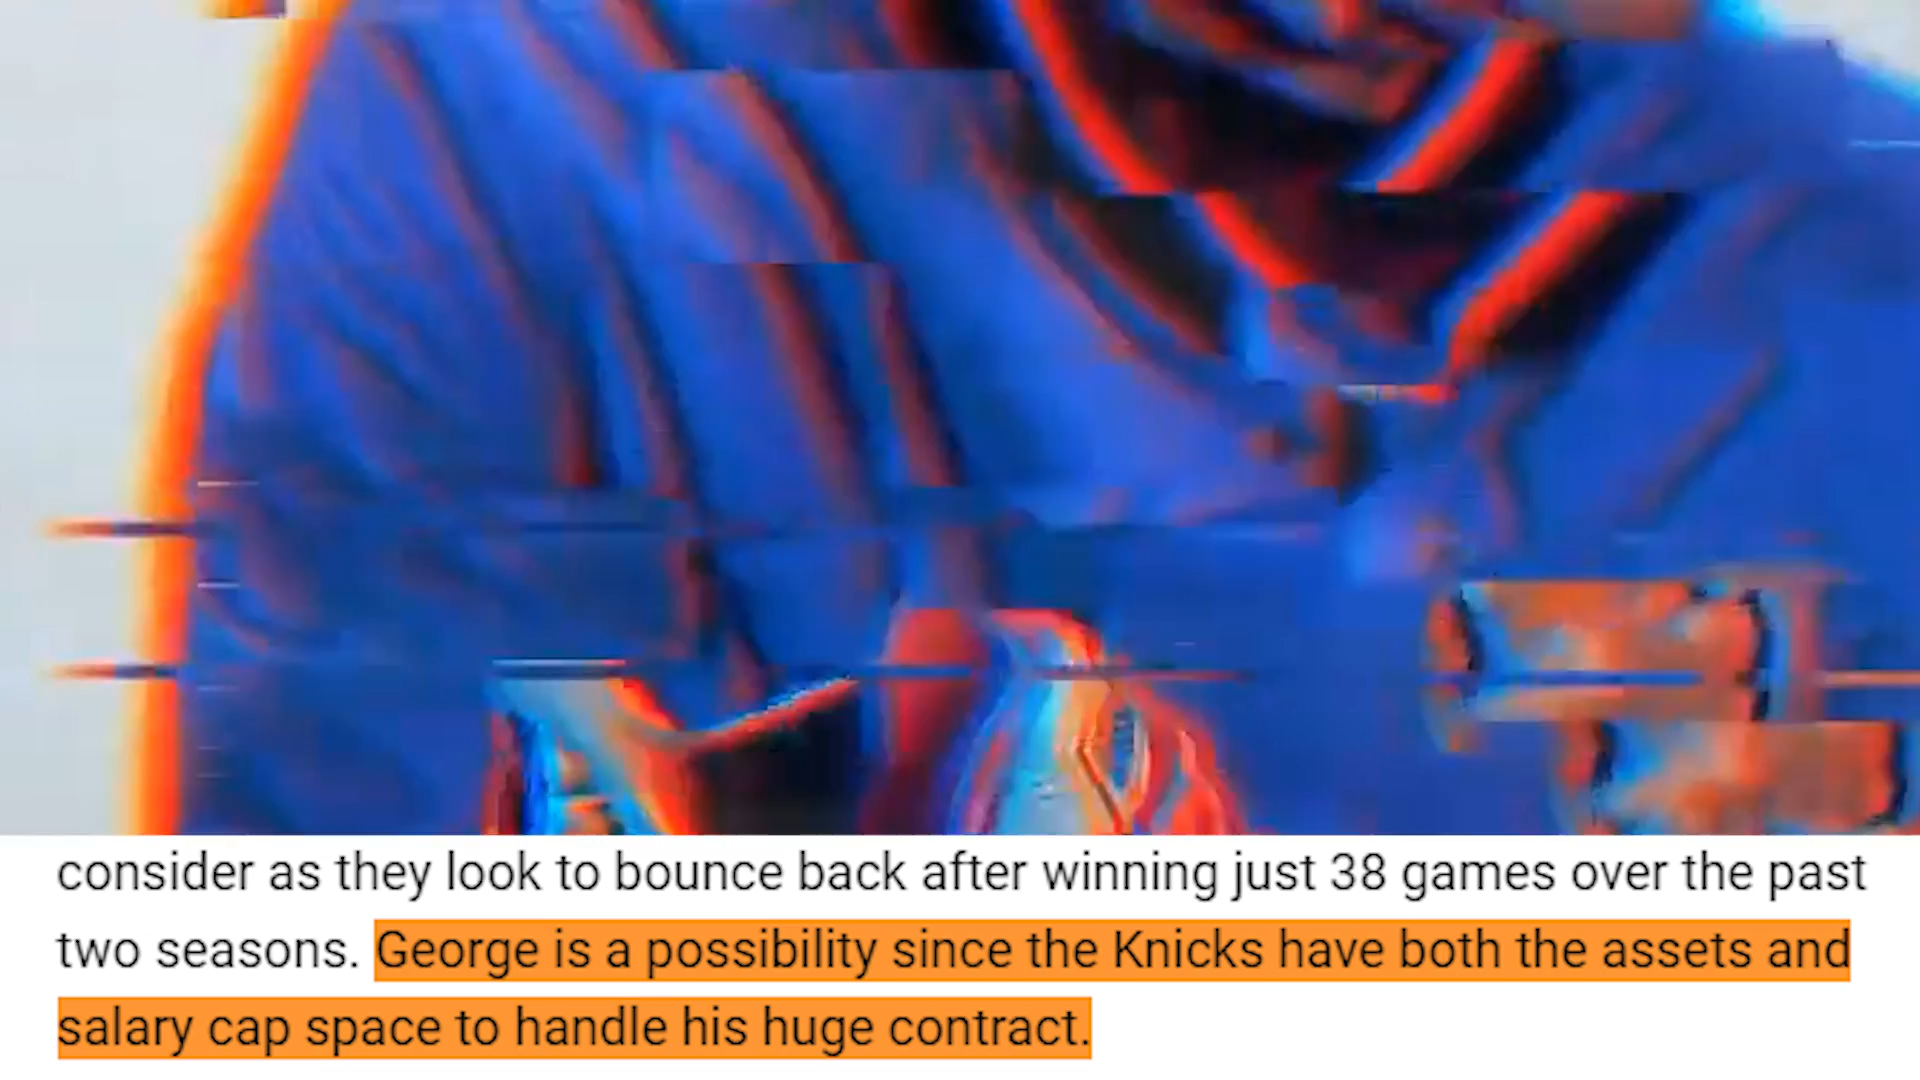 consider as they look to bounce back after winning just 38 games over the past
two seasons. George is a possibility since the Knicks have both the assets and
salary cap space to handle his huge contract.